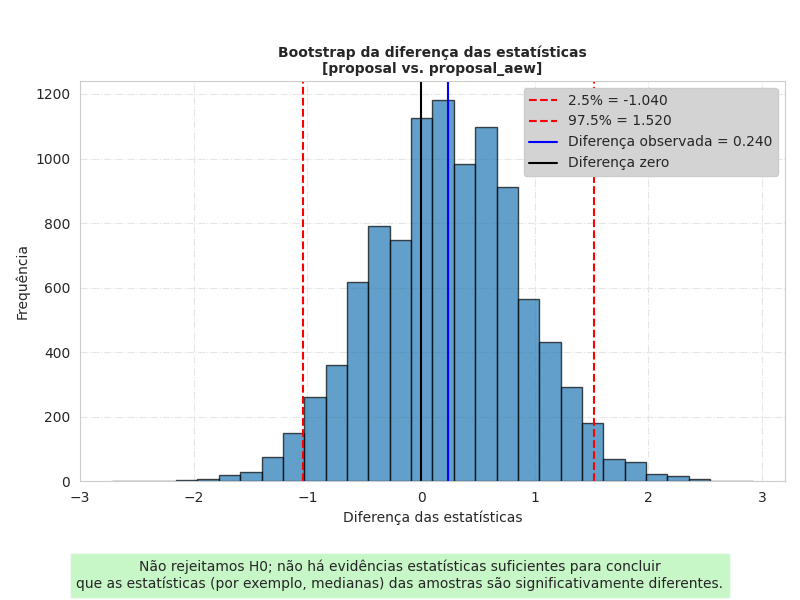 Bootstrap da diferença das estatísticas
[proposal vs. proposal_aew]
2.5% = -1.040
97.5% = 1.520
Diferença observada = 0.240
Diferença zero
Frequência
1200
1000
800
600
400
200
0
−3
−2
−1
0
1
2
3
Diferença das estatísticas
Não rejeitamos H0; não há evidências estatísticas suficientes para concluir
que as estatísticas (por exemplo, medianas) das amostras são significativamente diferentes.